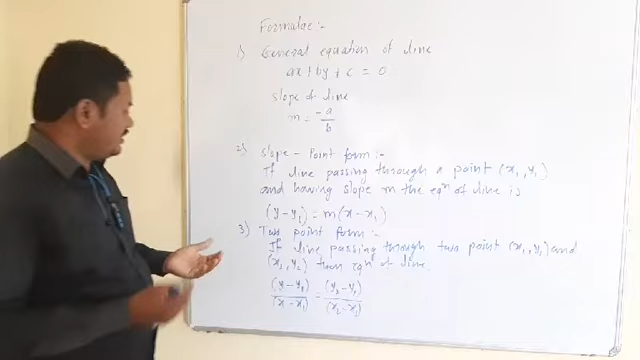 Formulae :-
1) General equation of line
ax + by + c = 0
slope of line
m = -a/b
2) slope - Point form :-
If line passing through a point (x₁, y₁)
and having slope m the eqⁿ of line is
(y - y₁) = m(x - x₁)
3) Two point form :-
If line passing through two point (x₁, y₁) and
(x₂, y₂) then eqⁿ of line.
(y - y₁)/(x - x₁) = (y₂ - y₁)/(x₂ - x₁)